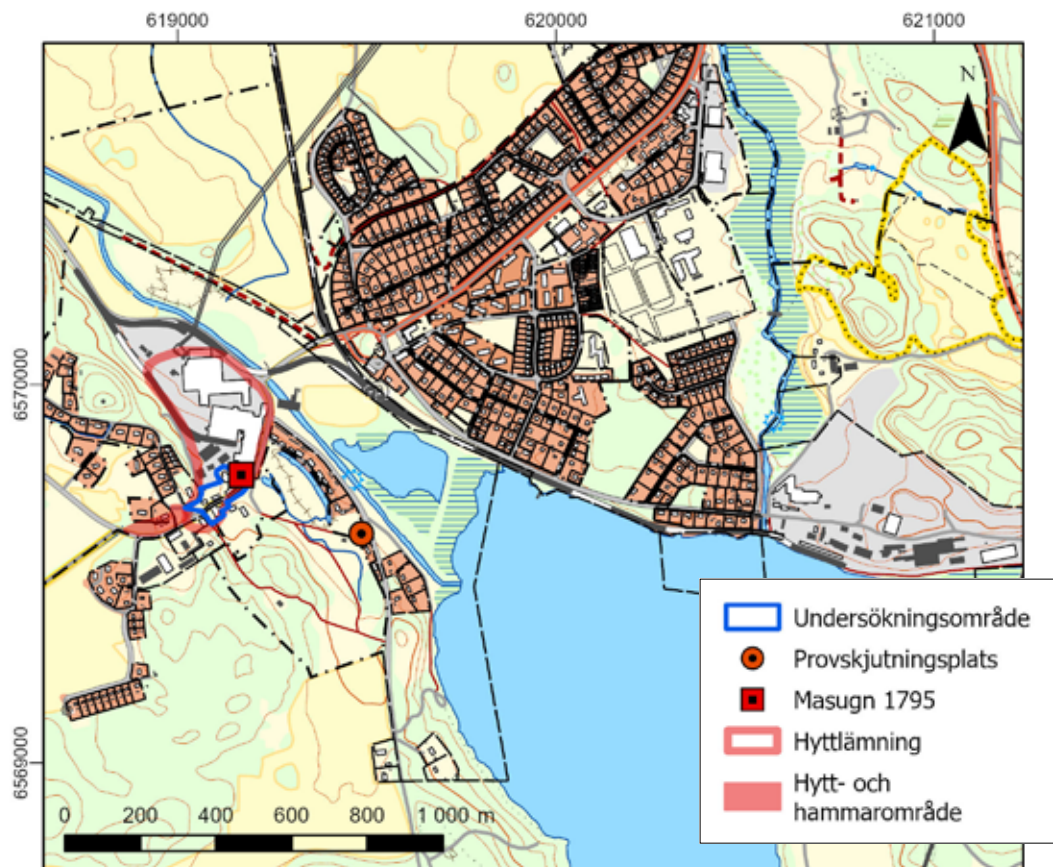 619000
620000
621000
N
6570000
6569000
0 200 400 600 800 1 000 m
Undersökningsområde
Provskjutningsplats
Masugn 1795
Hyttlämning
Hytt- och
hammarområde